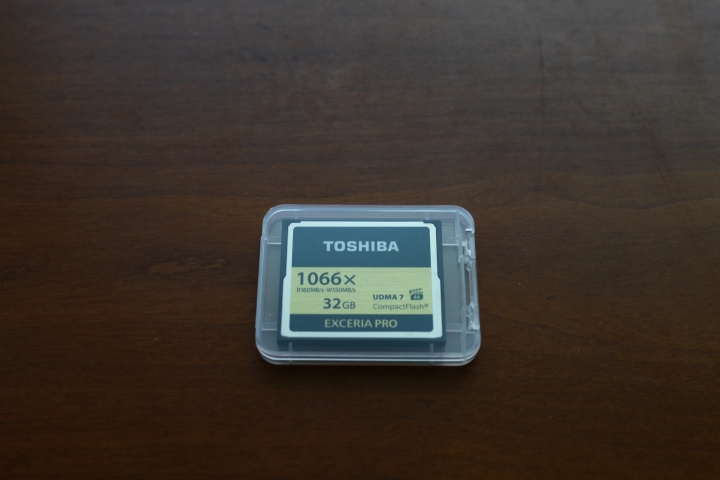 TOSHIBA
1066×
R160MB/s-W150MB/s
32GB
UDMA 7
CompactFlash®
EXCERIA PRO